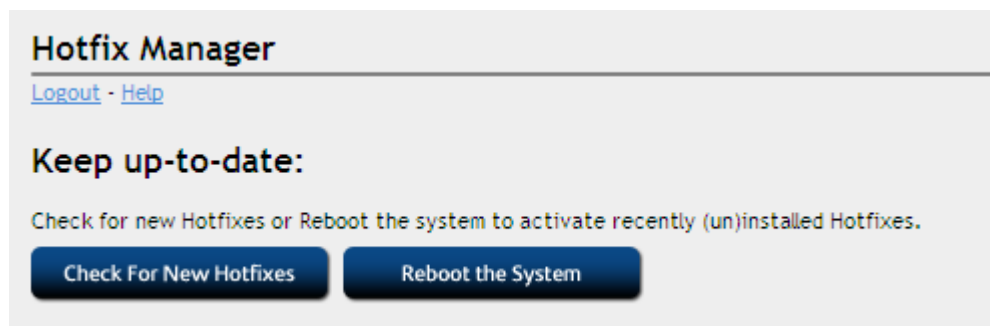 Hotfix Manager
Logout - Help
Keep up-to-date:
Check for new Hotfixes or Reboot the system to activate recently (un)installed Hotfixes.
Check For New Hotfixes Reboot the System